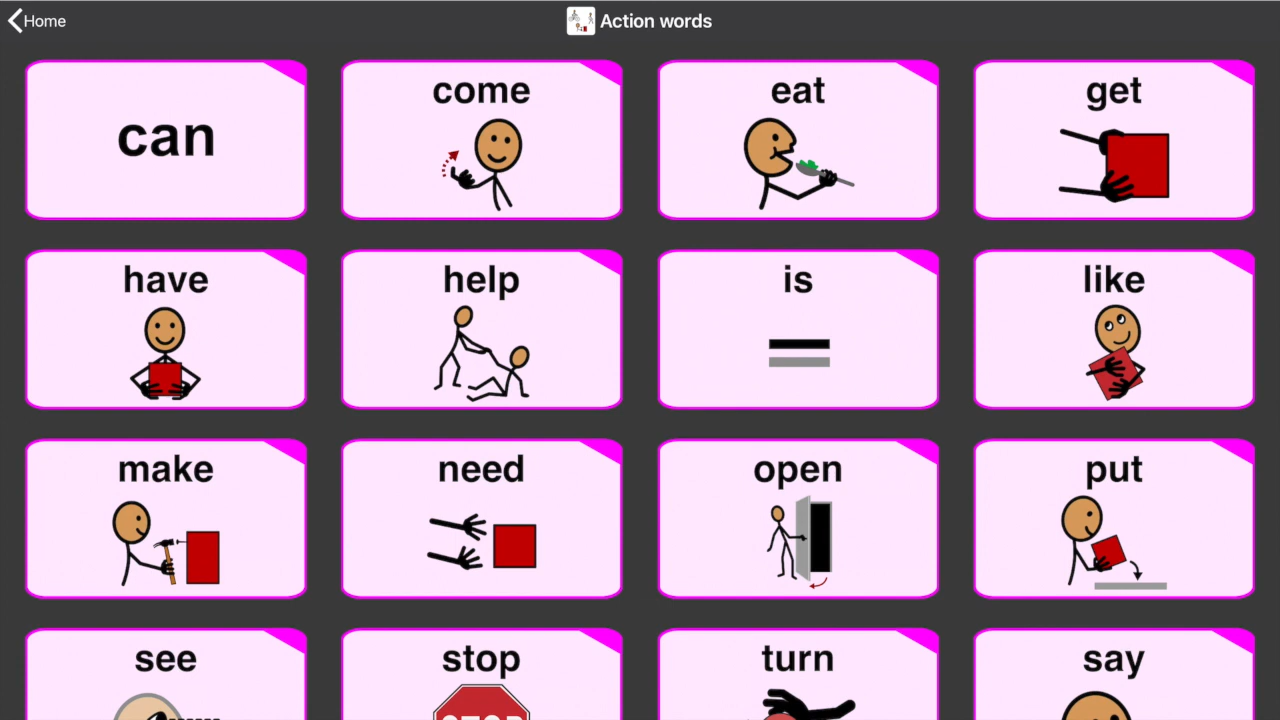 Home
Action words
can
come
eat
get
have
help
is
like
make
need
open
put
see
stop
turn
say
STOP